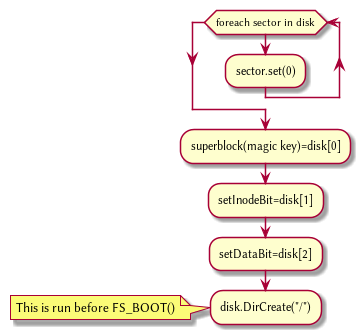 foreach sector in disk
sector.set(0)
superblock(magic key)=disk[0]
setInodeBit=disk[1]
setDataBit=disk[2]
This is run before FS_BOOT()
disk.DirCreate("/")